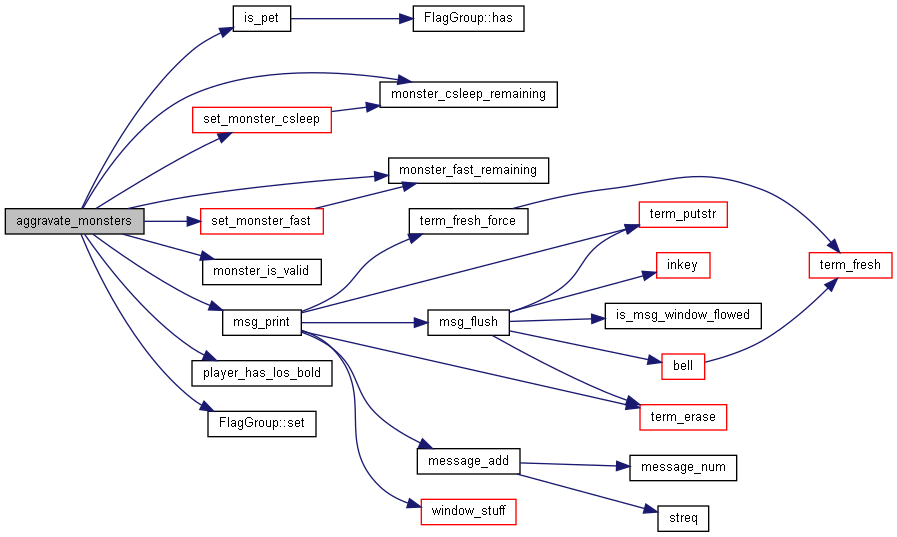 is_pet
FlagGroup::has
monster_csleep_remaining
set_monster_csleep
monster_fast_remaining
aggravate_monsters
set_monster_fast
term_fresh_force
term_putstr
monster_is_valid
inkey
term_fresh
msg_print
msg_flush
is_msg_window_flowed
player_has_los_bold
bell
FlagGroup::set
term_erase
message_add
message_num
window_stuff
streq